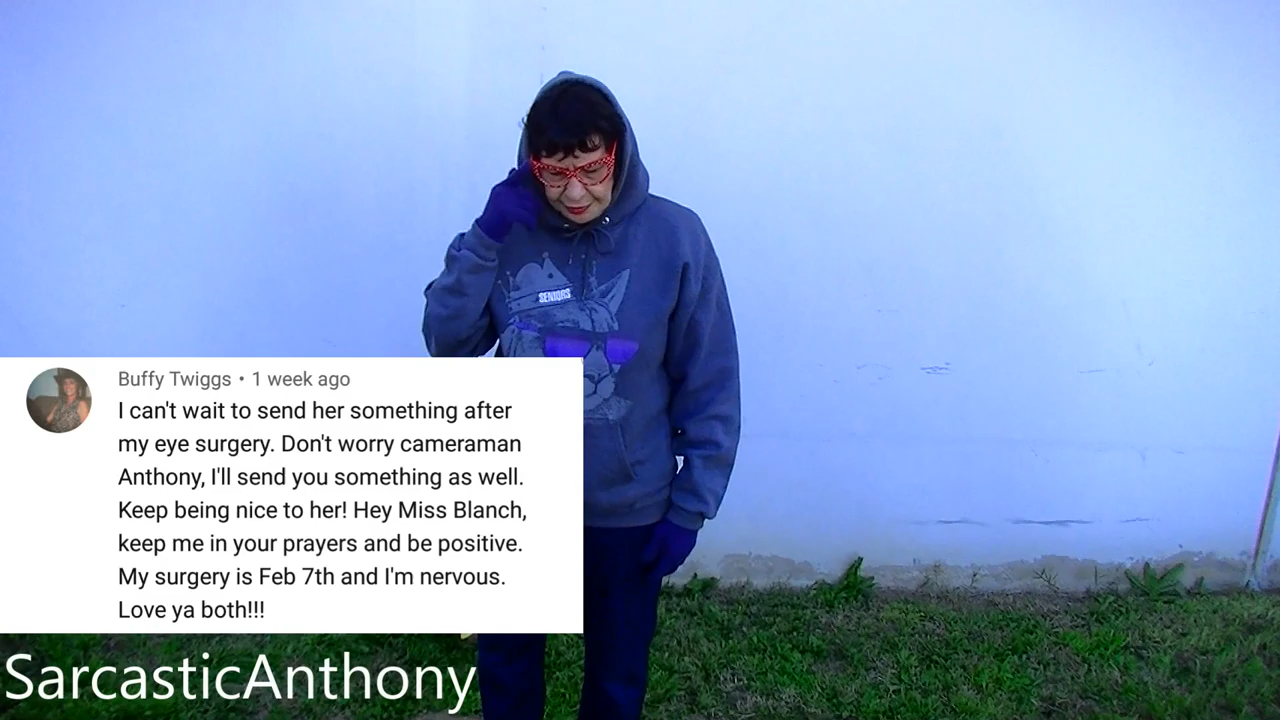 SENIORS
Buffy Twiggs • 1 week ago
I can't wait to send her something after
my eye surgery. Don't worry cameraman
Anthony, I'll send you something as well.
Keep being nice to her! Hey Miss Blanch,
keep me in your prayers and be positive.
My surgery is Feb 7th and I'm nervous.
Love ya both!!!
SarcasticAnthony